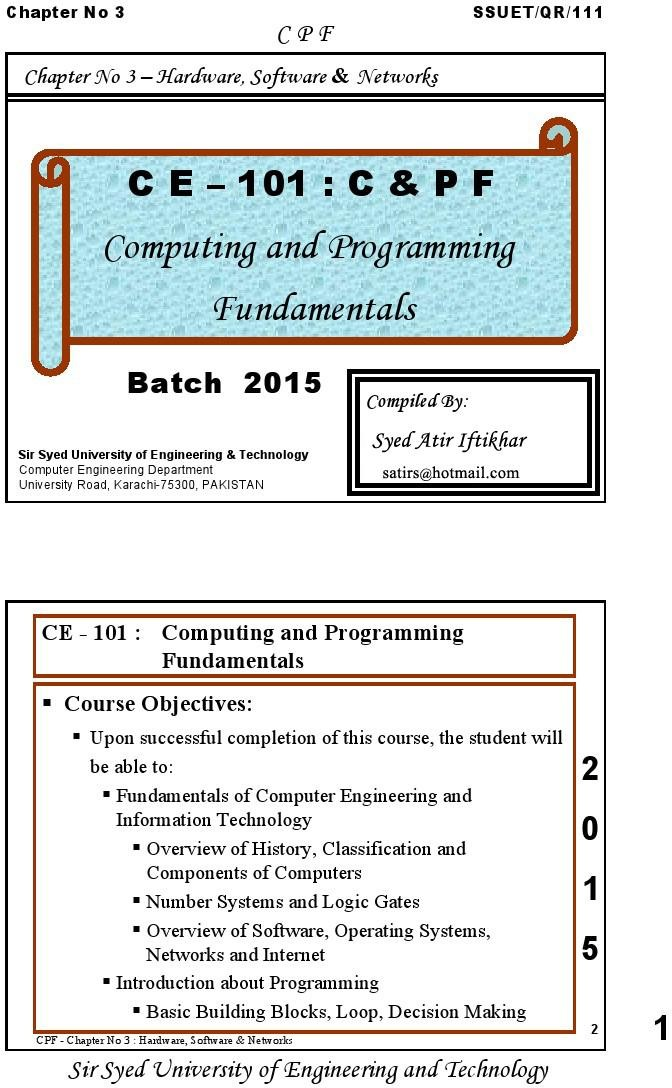 Chapter No 3 SSUET/QR/111
C P F
Chapter No 3 – Hardware, Software & Networks
C E – 101 : C & P F
Computing and Programming
Fundamentals
Batch 2015
Compiled By:
Syed Atir Iftikhar
satirs@hotmail.com
Sir Syed University of Engineering & Technology
Computer Engineering Department
University Road, Karachi-75300, PAKISTAN
CE - 101 : Computing and Programming
Fundamentals
▪ Course Objectives:
▪ Upon successful completion of this course, the student will
be able to:
▪ Fundamentals of Computer Engineering and
Information Technology
▪ Overview of History, Classification and
Components of Computers
▪ Number Systems and Logic Gates
▪ Overview of Software, Operating Systems,
Networks and Internet
▪ Introduction about Programming
▪ Basic Building Blocks, Loop, Decision Making
2
0
1
5
2
CPF - Chapter No 3 : Hardware, Software & Networks
1
Sir Syed University of Engineering and Technology